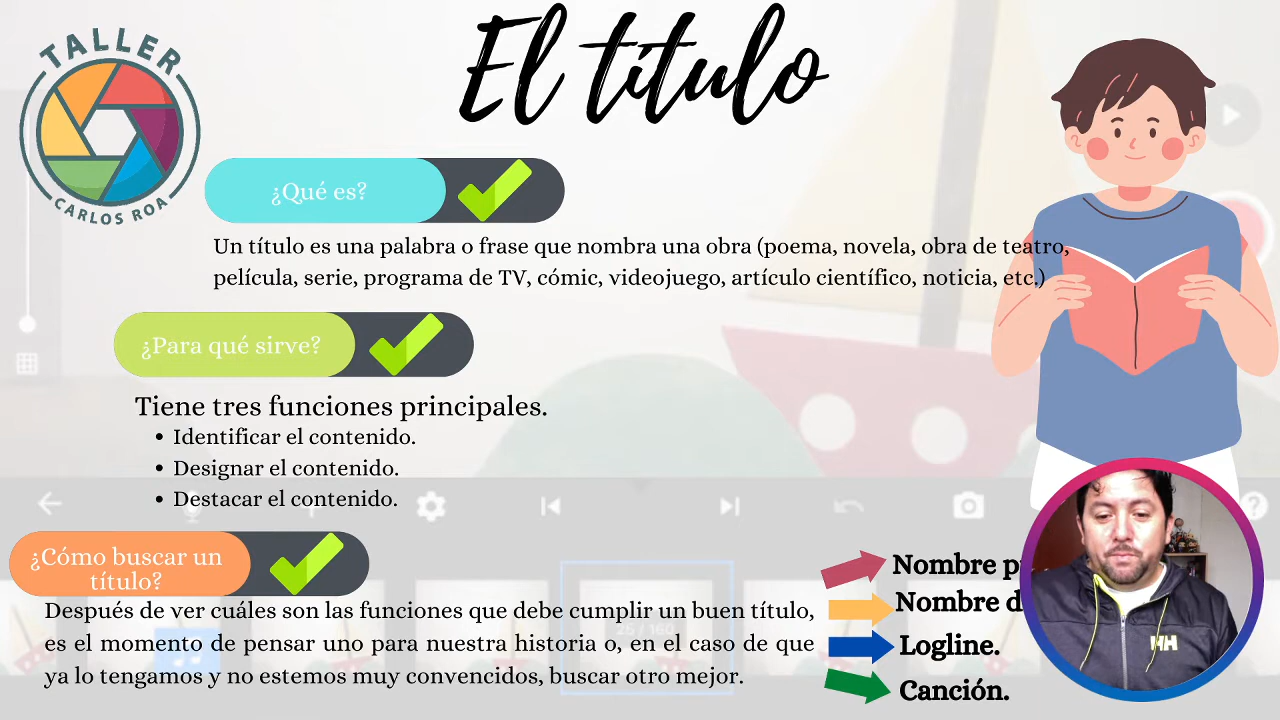 El título
TALLER
CARLOS ROA
¿Qué es?
Un título es una palabra o frase que nombra una obra (poema, novela, obra de teatro,
película, serie, programa de TV, cómic, videojuego, artículo científico, noticia, etc.)
¿Para qué sirve?
Tiene tres funciones principales.
• Identificar el contenido.
• Designar el contenido.
• Destacar el contenido.
¿Cómo buscar un
título?
Después de ver cuáles son las funciones que debe cumplir un buen título,
es el momento de pensar uno para nuestra historia o, en el caso de que
ya lo tengamos y no estemos muy convencidos, buscar otro mejor.
Nombre
Nombre
Logline.
Canción.
HH